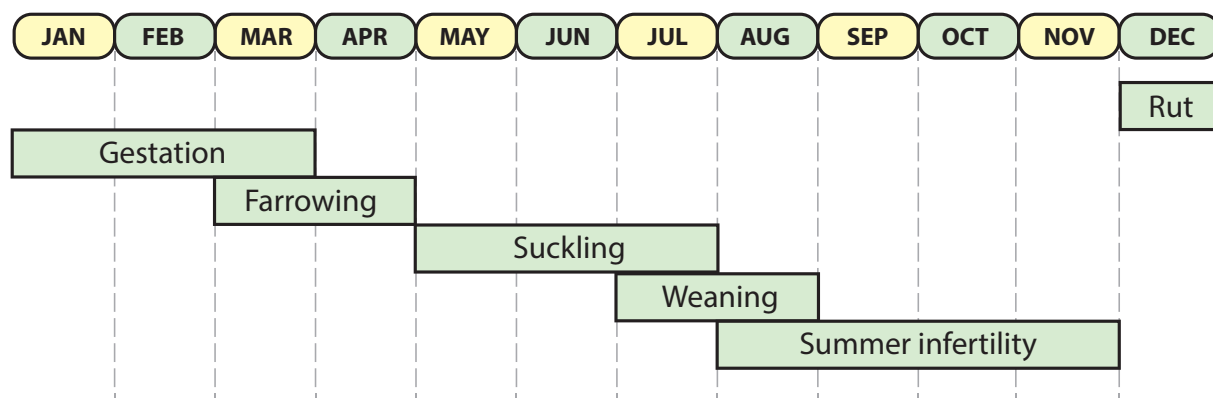 JAN FEB MAR APR MAY JUN JUL AUG SEP OCT NOV DEC
Rut
Gestation
Farrowing
Suckling
Weaning
Summer infertility